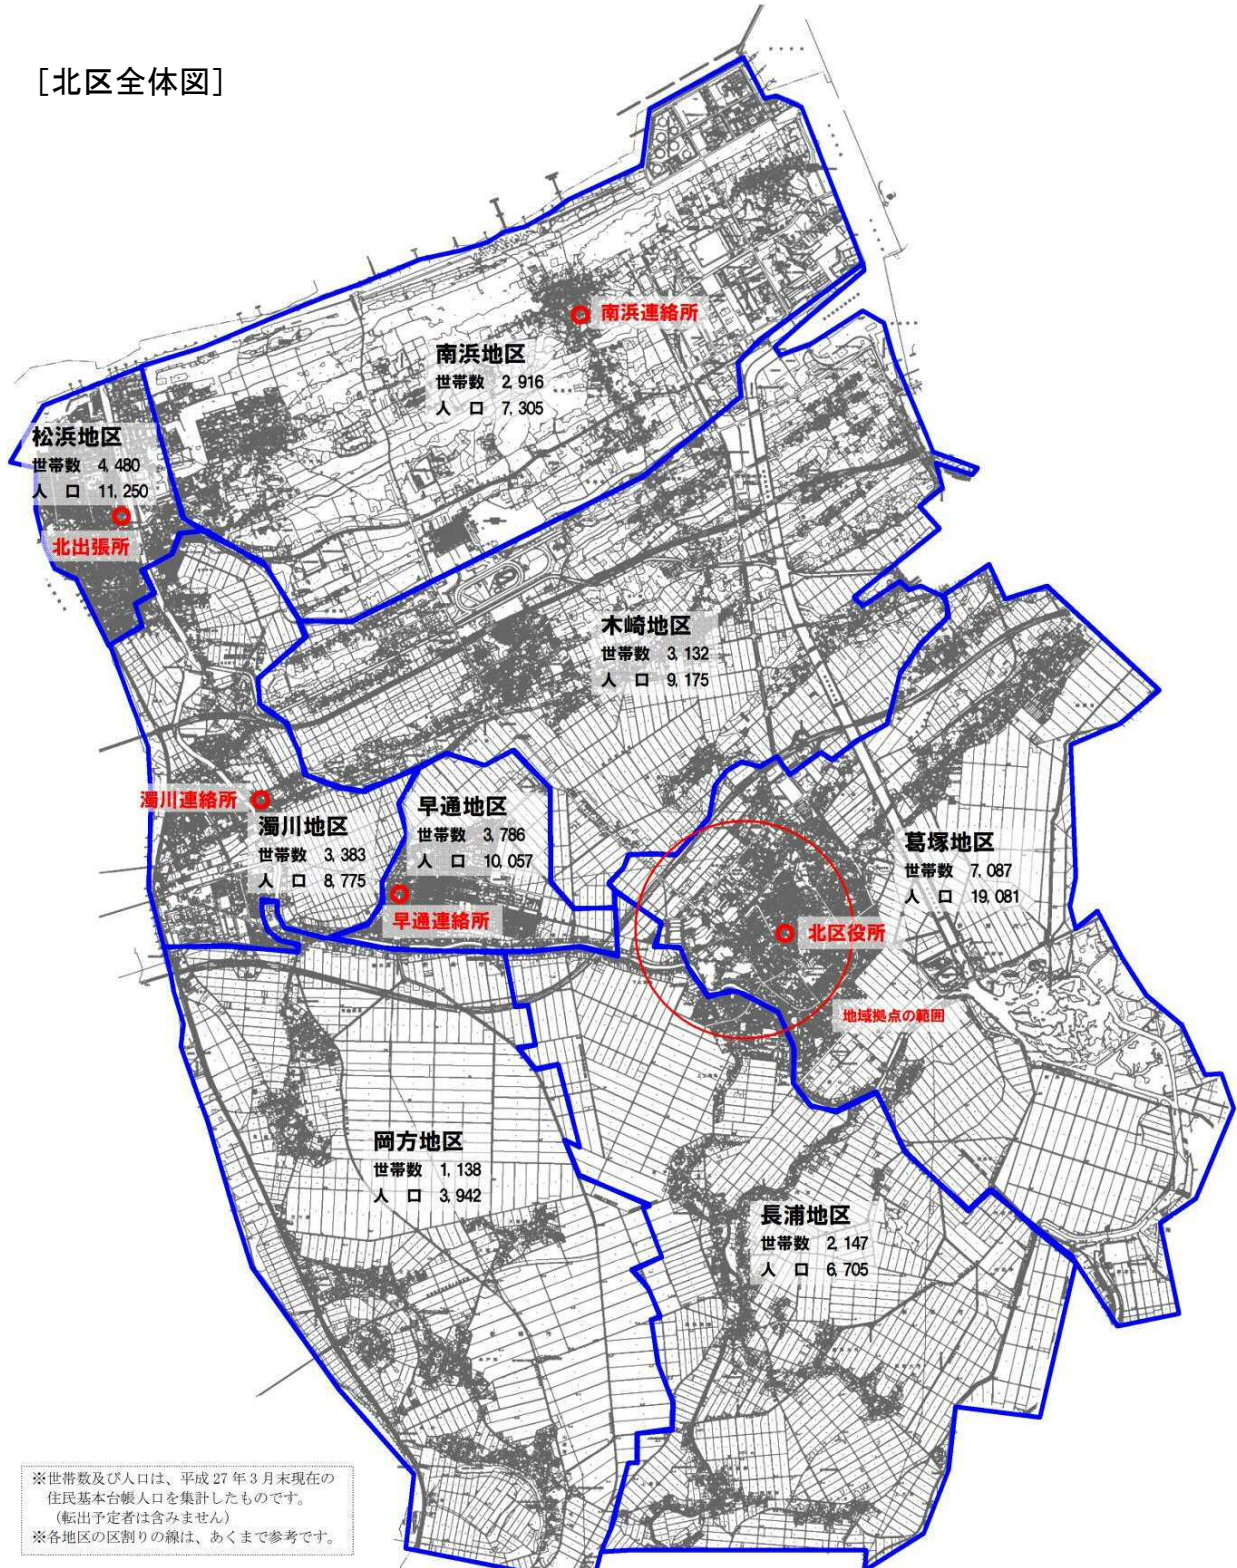 ［北区全体図］
南浜連絡所
南浜地区
世帯数 2,916
人 口 7,305
松浜地区
世帯数 4,480
人 口 11,250
北出張所
木崎地区
世帯数 3,132
人 口 9,175
濁川連絡所
濁川地区
世帯数 3,383
人 口 8,775
早通地区
世帯数 3,786
人 口 10,057
早通連絡所
葛塚地区
世帯数 7,087
人 口 19,081
北区役所
地域拠点の範囲
岡方地区
世帯数 1,138
人 口 3,942
長浦地区
世帯数 2,147
人 口 6,705
※世帯数及び人口は、平成27年3月末現在の
住民基本台帳人口を集計したものです。
（転出予定者は含みません）
※各地区の区割りの線は、あくまで参考です。